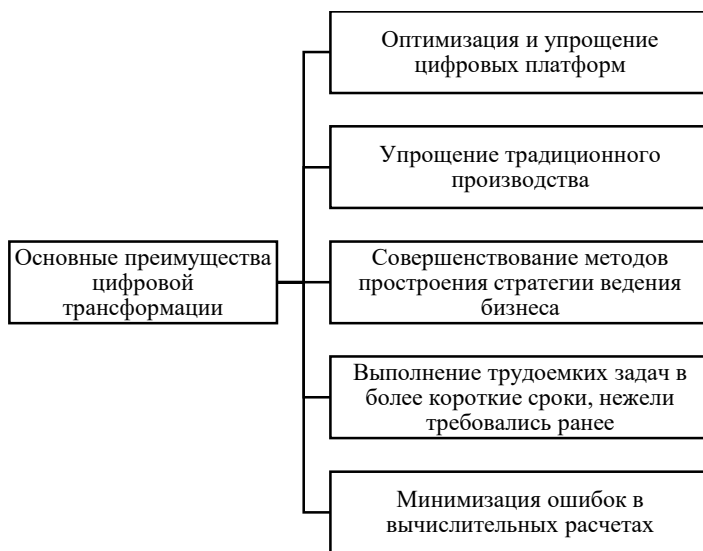 Оптимизация и упрощение
цифровых платформ
Упрощение традиционного
производства
Основные преимущества
цифровой
трансформации
Совершенствование методов
простроения стратегии ведения
бизнеса
Выполнение трудоемких задач в
более короткие сроки, нежели
требовались ранее
Минимизация ошибок в
вычислительных расчетах